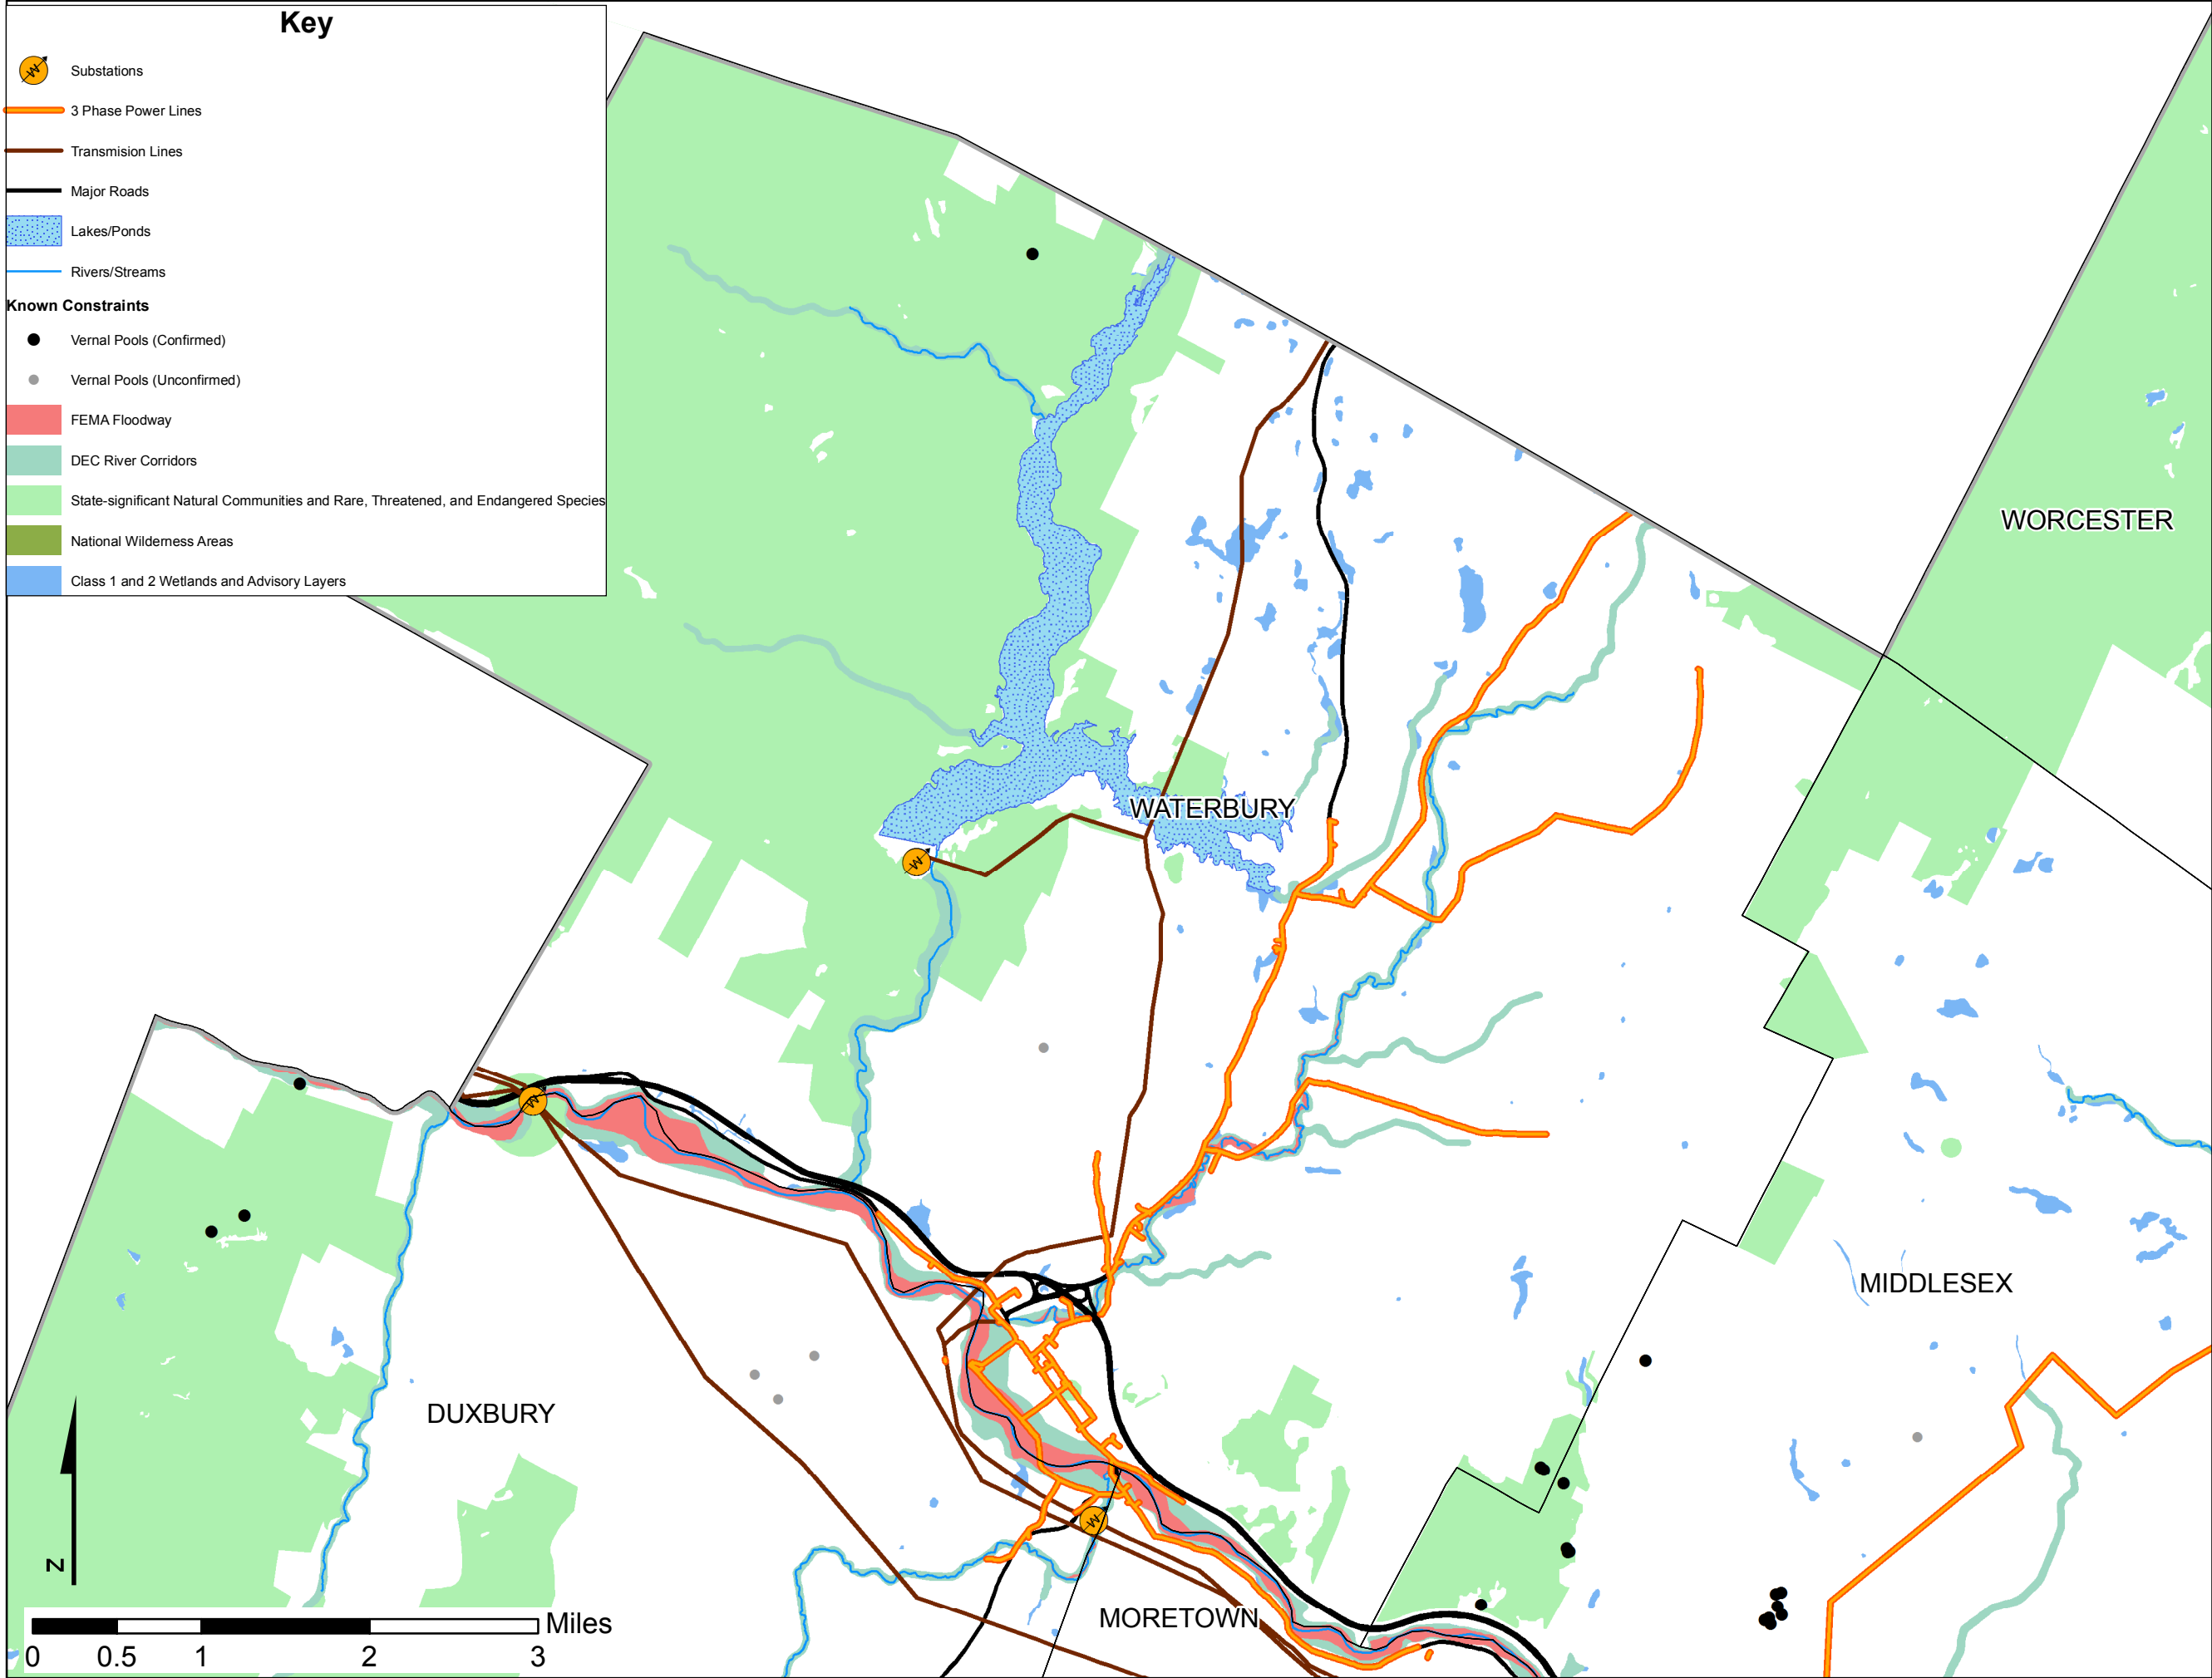 Key
Substations
3 Phase Power Lines
Transmision Lines
Major Roads
Lakes/Ponds
Rivers/Streams
Known Constraints
Vernal Pools (Confirmed)
Vernal Pools (Unconfirmed)
FEMA Floodway
DEC River Corridors
State-significant Natural Communities and Rare, Threatened, and Endangered Species
National Wilderness Areas
Class 1 and 2 Wetlands and Advisory Layers
WORCESTER
WATERBURY
MIDDLESEX
DUXBURY
MORETOWN
N
Miles
0 0.5 1 2 3
W
W
W
W